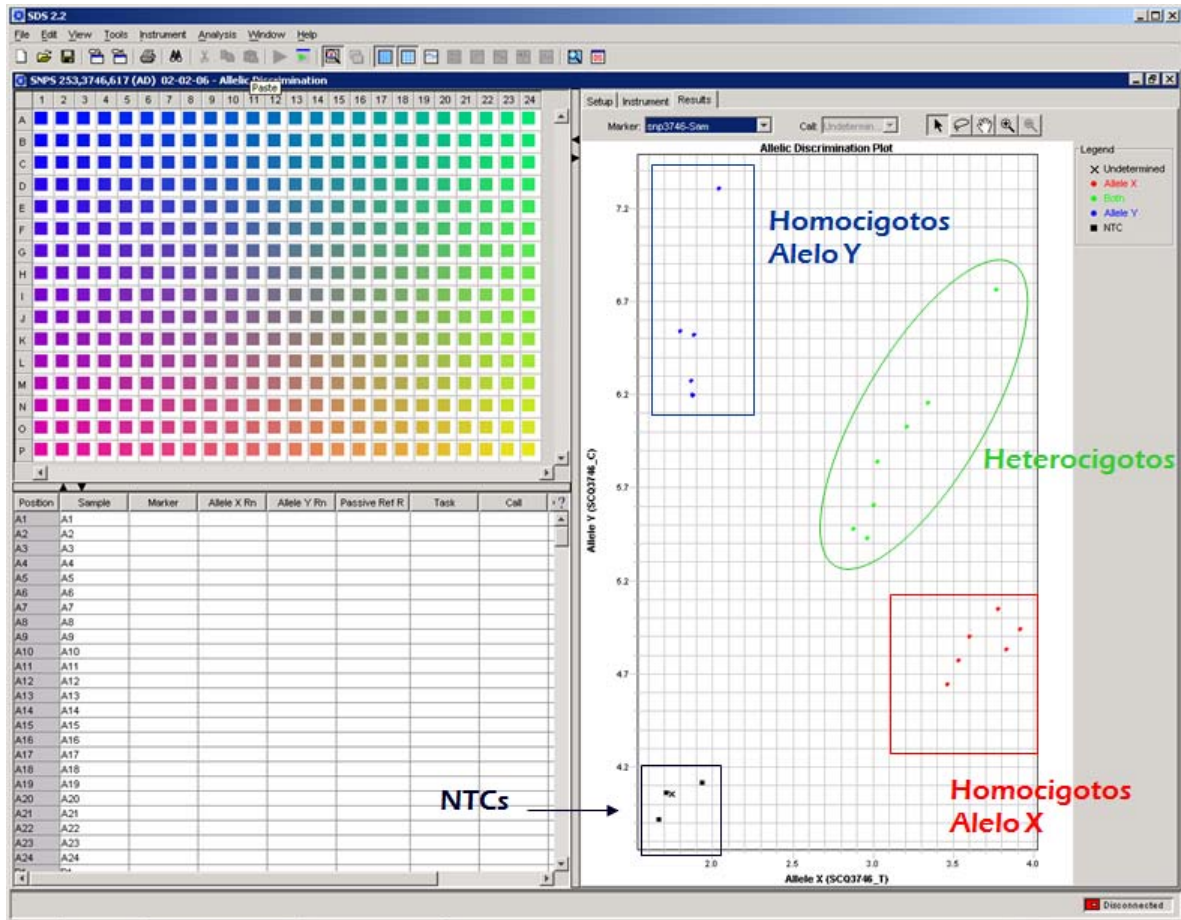 SDS 2.2
File Edit View Tools Instrument Analysis Window Help
SNPS 253,3746,617 (AD) 02-02-06 - Allelic Discrimination
Paste
1 2 3 4 5 6 7 8 9 10 11 12 13 14 15 16 17 18 19 20 21 22 23 24
A
B
C
D
E
F
G
H
I
J
K
L
M
N
O
P
Position Sample Marker Allele X Rn Allele Y Rn Passive Ref R Task Call ?
A1 A1
A2 A2
A3 A3
A4 A4
A5 A5
A6 A6
A7 A7
A8 A8
A9 A9
A10 A10
A11 A11
A12 A12
A13 A13
A14 A14
A15 A15
A16 A16
A17 A17
A18 A18
A19 A19
A20 A20
A21 A21
A22 A22
A23 A23
A24 A24
Setup Instrument Results
Marker: snp3746-Snm Call: Undetermin...
Allelic Discrimination Plot
Legend
Undetermined
Allele X
Both
Allele Y
NTC
7.2
Homocigotos
Alelo Y
6.7
6.2
Heterocigotos
5.2
Allele Y (SCQ3746_C)
5.2
4.7
4.2
NTCs
Homocigotos
Alelo X
2.0 2.5 3.0 3.5 4.0
Allele X (SCQ3746_T)
Disconnected